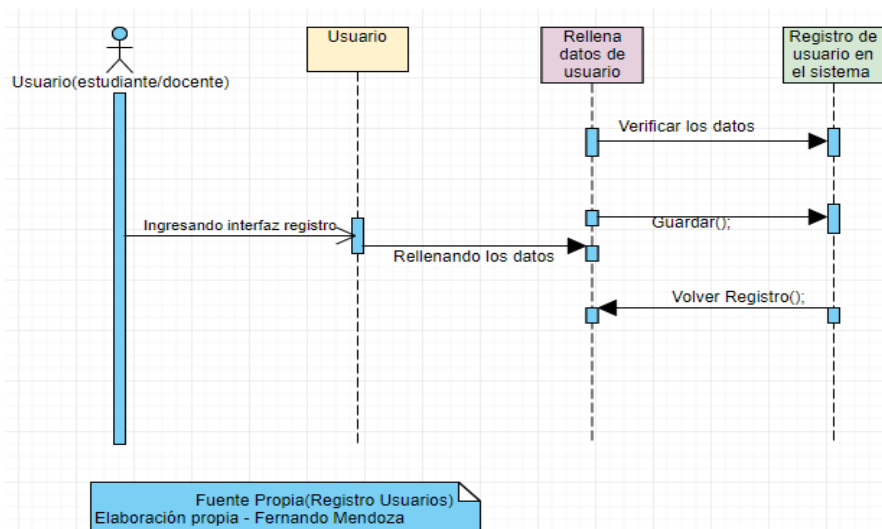 Usuario(estudiante/docente)
Usuario
Rellena
datos de
usuario
Registro de
usuario en
el sistema
Verificar los datos
Ingresando interfaz registro
Guardar();
Rellenando los datos
Volver Registro();
Fuente Propia(Registro Usuarios)
Elaboración propia - Fernando Mendoza